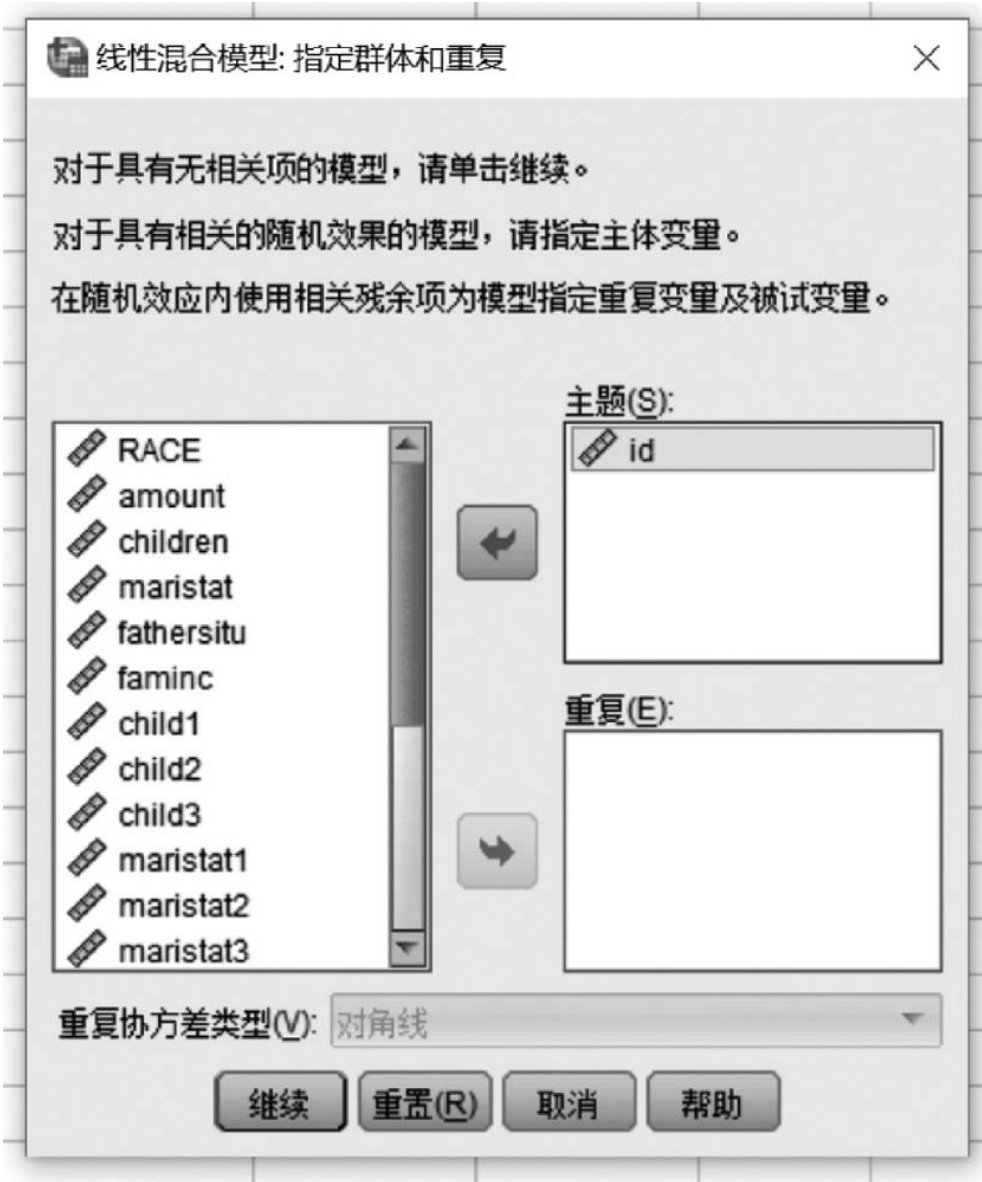 线性混合模型: 指定群体和重复
对于具有无相关项的模型，请单击继续。
对于具有相关的随机效果的模型，请指定主体变量。
在随机效应内使用相关残余项为模型指定重复变量及被试变量。
主题(S):
RACE
amount
children
maristat
fathersitu
faminc
child1
child2
child3
maristat1
maristat2
maristat3
id
重复(E):
重复协方差类型(V): 对角线
继续 重置(R) 取消 帮助